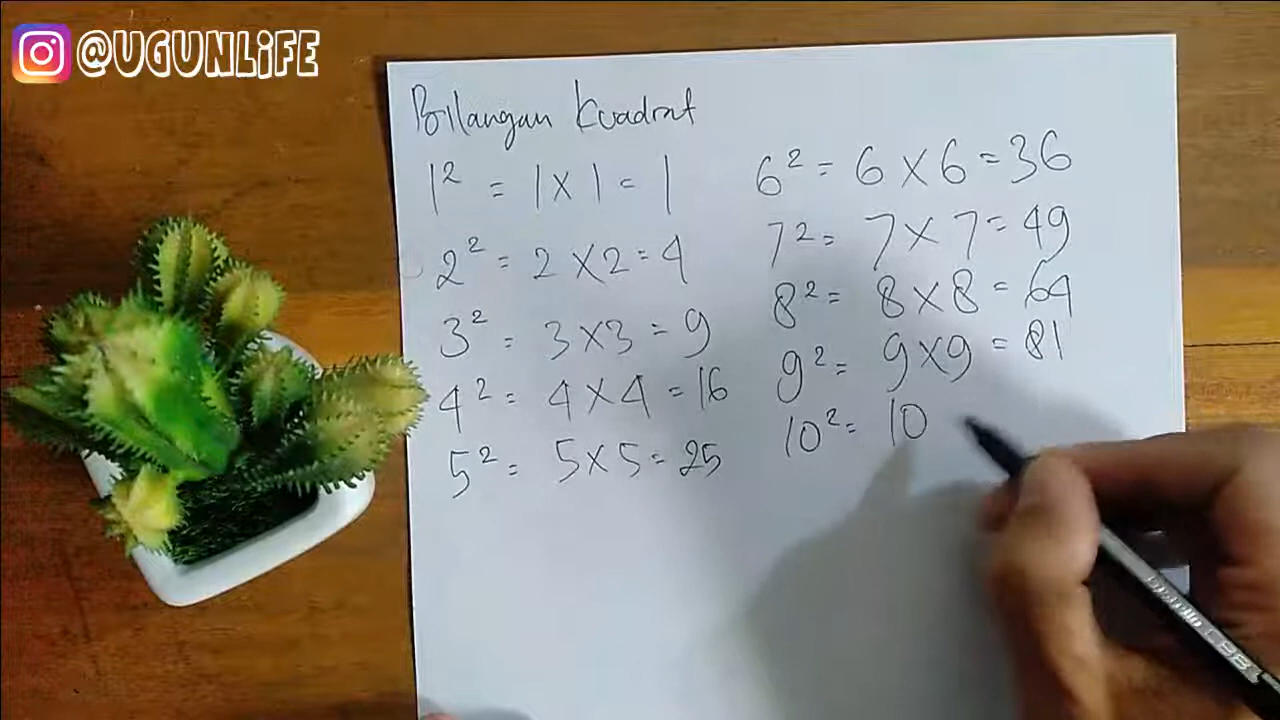 @UGUNLIFE
Bilangan Kuadrat
1² = 1 × 1 = 1
2² = 2 × 2 = 4
3² = 3 × 3 = 9
4² = 4 × 4 = 16
5² = 5 × 5 = 25
6² = 6 × 6 = 36
7² = 7 × 7 = 49
8² = 8 × 8 = 64
9² = 9 × 9 = 81
10² = 10